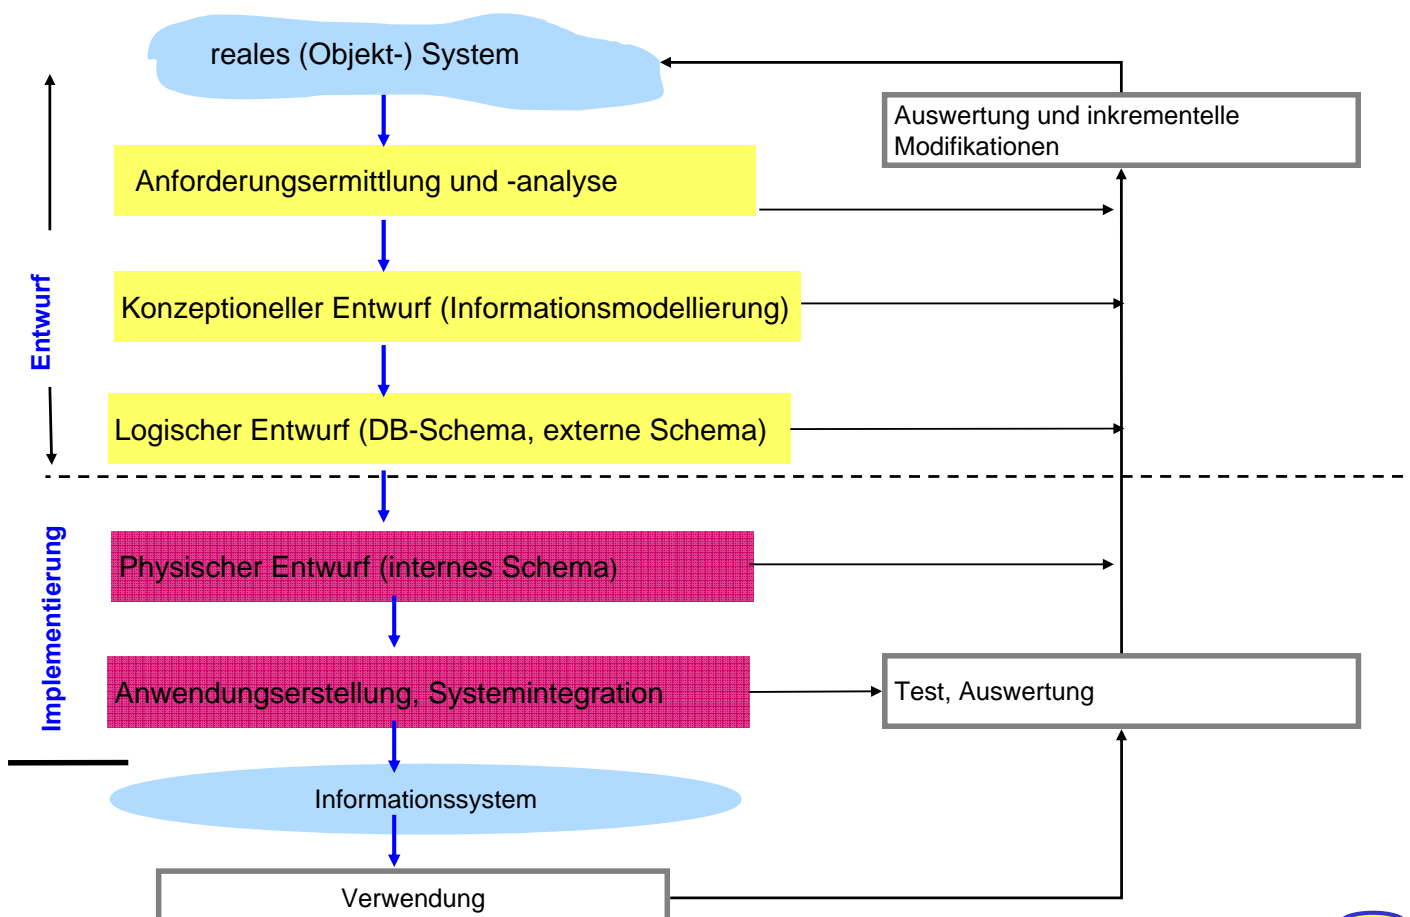 reales (Objekt-) System
Auswertung und inkrementelle
Modifikationen
Anforderungsermittlung und -analyse
Entwurf
Konzeptioneller Entwurf (Informationsmodellierung)
Logischer Entwurf (DB-Schema, externe Schema)
Implementierung
Physischer Entwurf (internes Schema)
Anwendungserstellung, Systemintegration
Test, Auswertung
Informationssystem
Verwendung